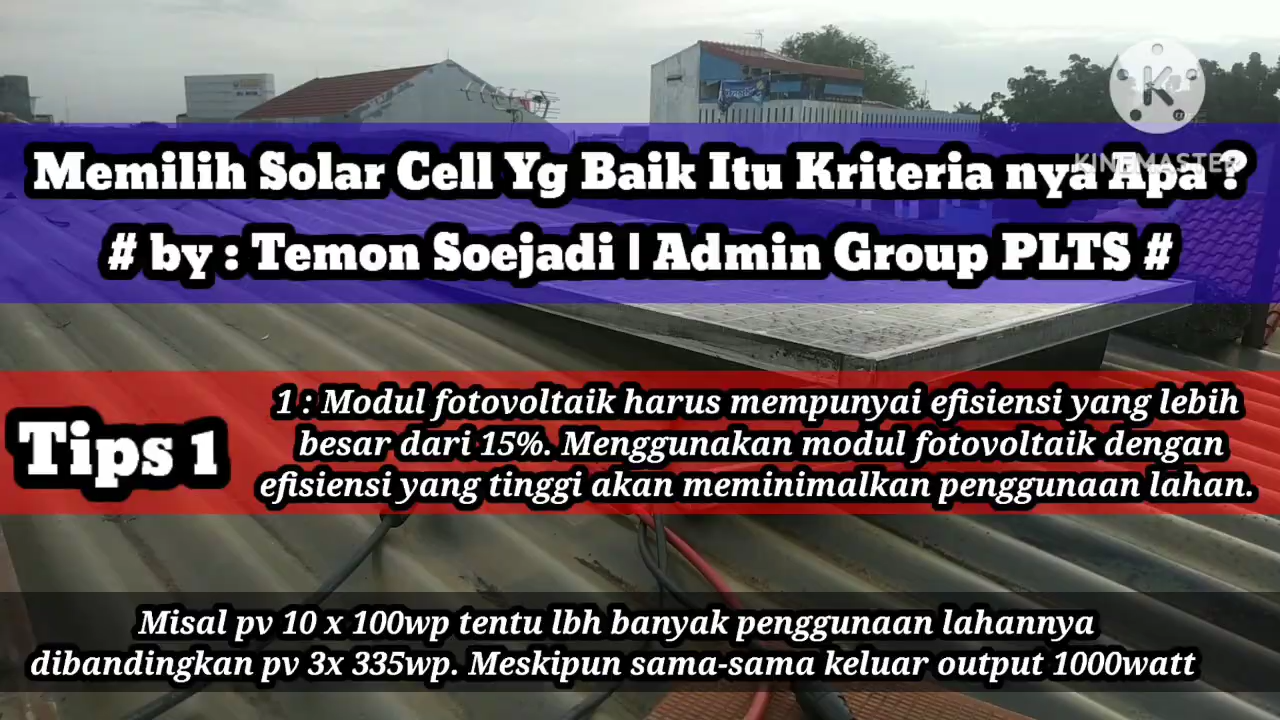 Memilih Solar Cell Yg Baik Itu Kriteria nya Apa ?
# by : Temon Soejadi | Admin Group PLTS #
KINEMASTER
Tips 1
1 : Modul fotovoltaik harus mempunyai efisiensi yang lebih
besar dari 15%. Menggunakan modul fotovoltaik dengan
efisiensi yang tinggi akan meminimalkan penggunaan lahan.
Misal pv 10 x 100wp tentu lbh banyak penggunaan lahannya
dibandingkan pv 3x 335wp. Meskipun sama-sama keluar output 1000watt